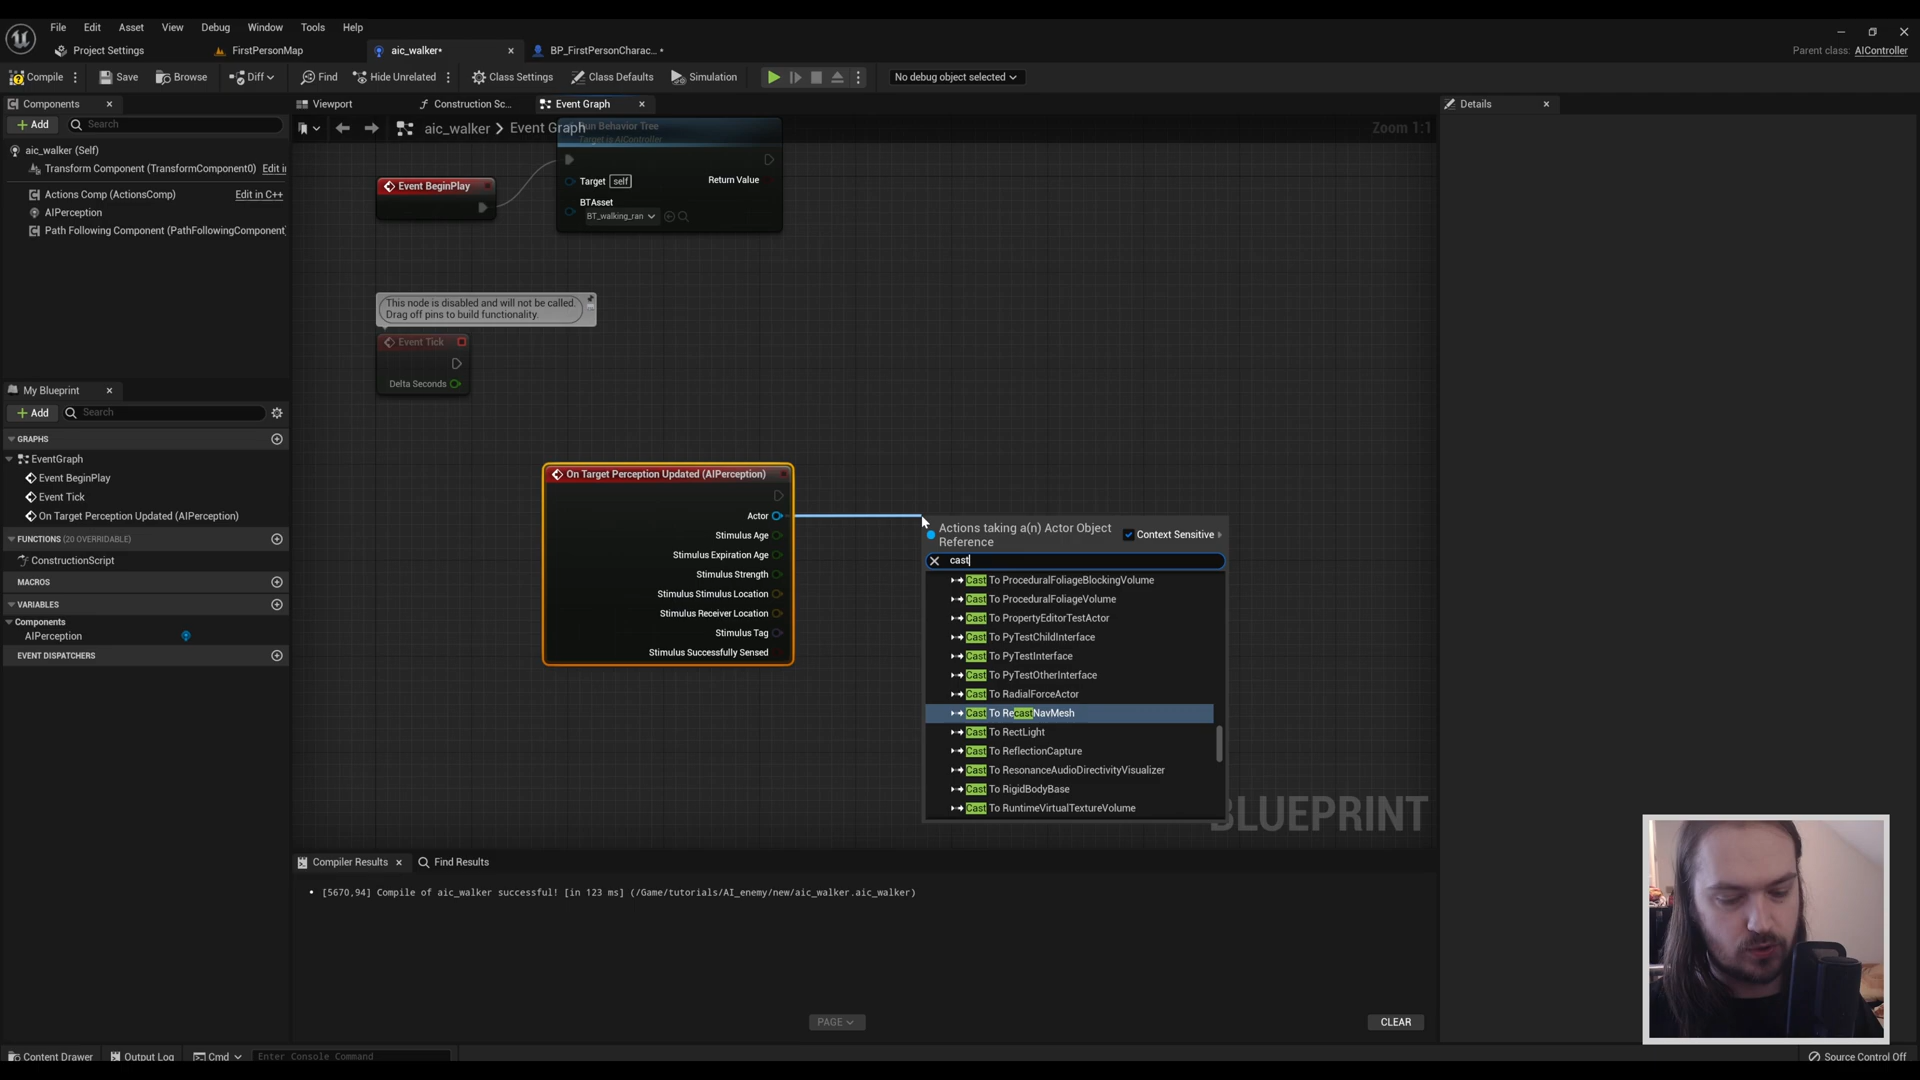 File Edit Asset View Debug Window Tools Help
Project Settings FirstPersonMap aic_walker* BP_FirstPersonCharac... * Parent class: AIController
Compile Save Browse Diff Find Hide Unrelated Class Settings Class Defaults Simulation No debug object selected
Components Viewport Construction Sc... Event Graph Details
Add Search
aic_walker > Event Graph Zoom 1:1
aic_walker (Self)
Transform Component (TransformComponent0) Edit i
Actions Comp (ActionsComp) Edit in C++
AIPerception
Path Following Component (PathFollowingComponent
Run Behavior Tree
Target is AIController
Target self Return Value
BTAsset
BT_walking_ran
Event BeginPlay
This node is disabled and will not be called.
Drag off pins to build functionality.
Event Tick
Delta Seconds
My Blueprint
Add Search
GRAPHS
EventGraph
Event BeginPlay
Event Tick
On Target Perception Updated (AIPerception)
FUNCTIONS (20 OVERRIDABLE)
ConstructionScript
MACROS
VARIABLES
Components
AIPerception
EVENT DISPATCHERS
On Target Perception Updated (AIPerception)
Actor
Stimulus Age
Stimulus Expiration Age
Stimulus Strength
Stimulus Stimulus Location
Stimulus Receiver Location
Stimulus Tag
Stimulus Successfully Sensed
Actions taking a(n) Actor Object
Reference
Context Sensitive
cast
Cast To ProceduralFoliageBlockingVolume
Cast To ProceduralFoliageVolume
Cast To PropertyEditorTestActor
Cast To PyTestChildInterface
Cast To PyTestInterface
Cast To PyTestOtherInterface
Cast To RadialForceActor
Cast To RecastNavMesh
Cast To RectLight
Cast To ReflectionCapture
Cast To ResonanceAudioDirectivityVisualizer
Cast To RigidBodyBase
Cast To RuntimeVirtualTextureVolume
BLUEPRINT
Compiler Results Find Results
[5670,94] Compile of aic_walker successful! [in 123 ms] (/Game/tutorials/AI_enemy/new/aic_walker.aic_walker)
PAGE CLEAR
Content Drawer Output Log Cmd Enter Console Command Source Control Off